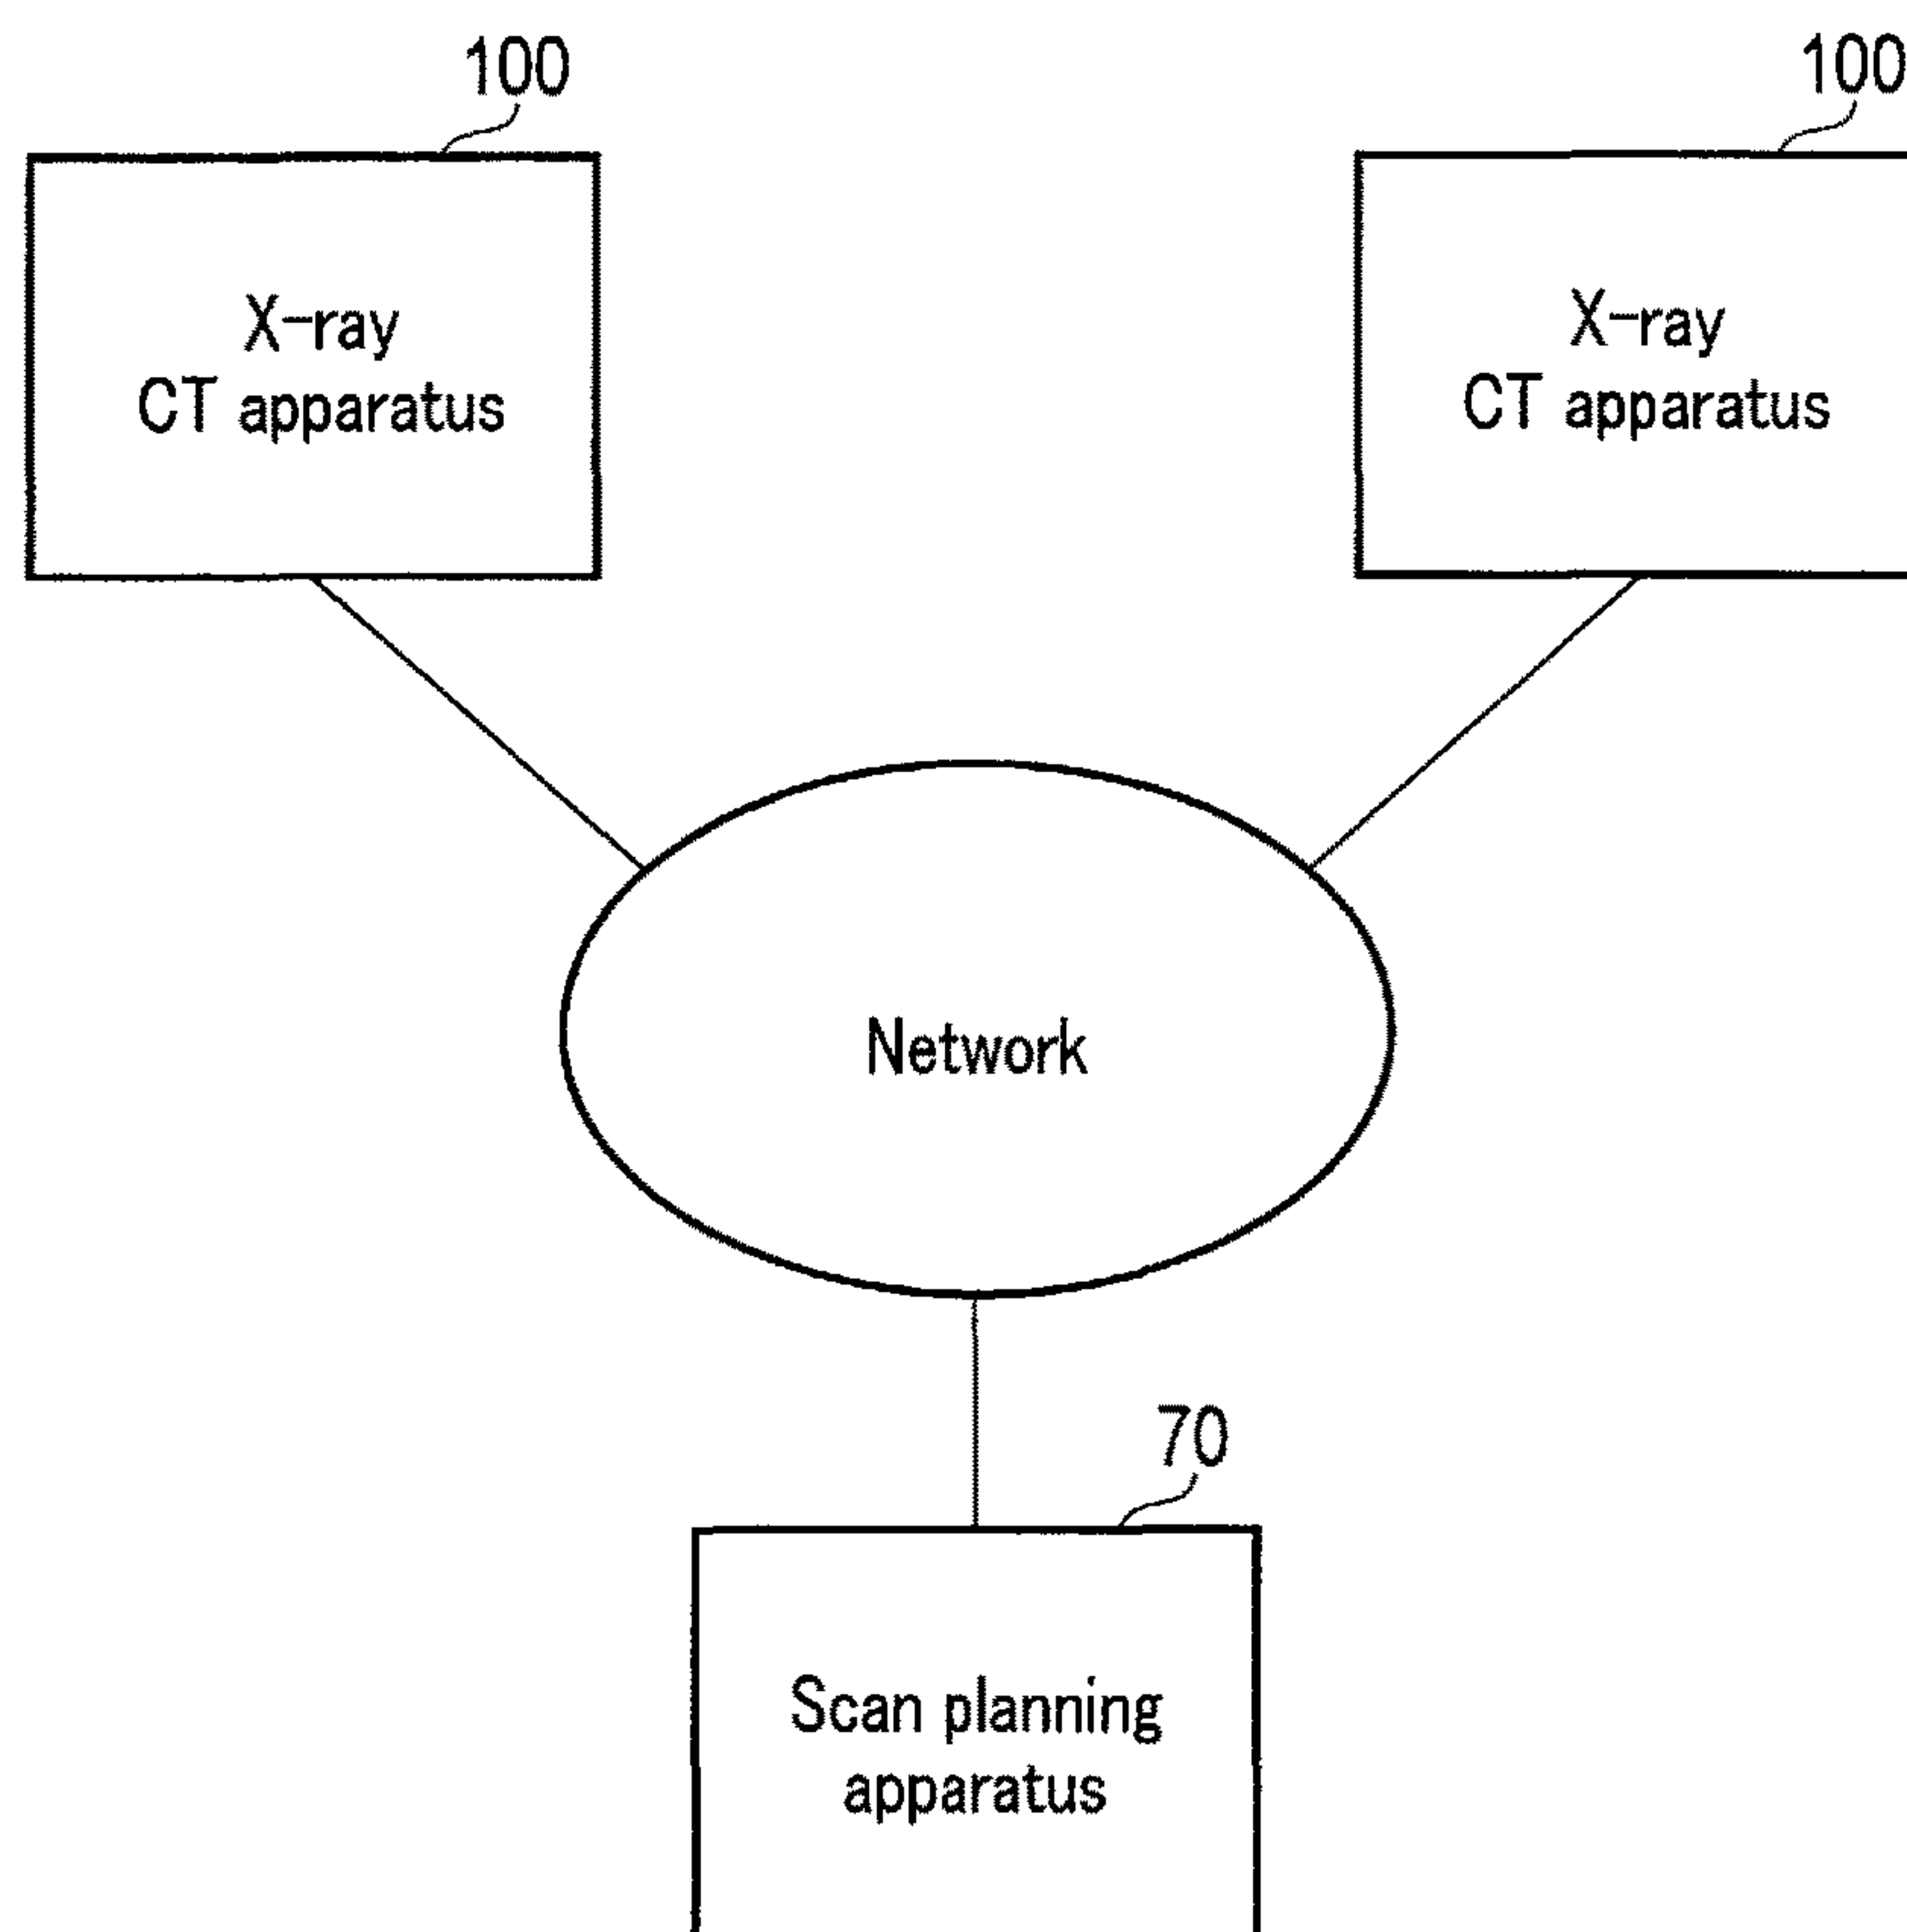 100
100
X-ray
CT apparatus
X-ray
CT apparatus
Network
70
Scan planning
apparatus